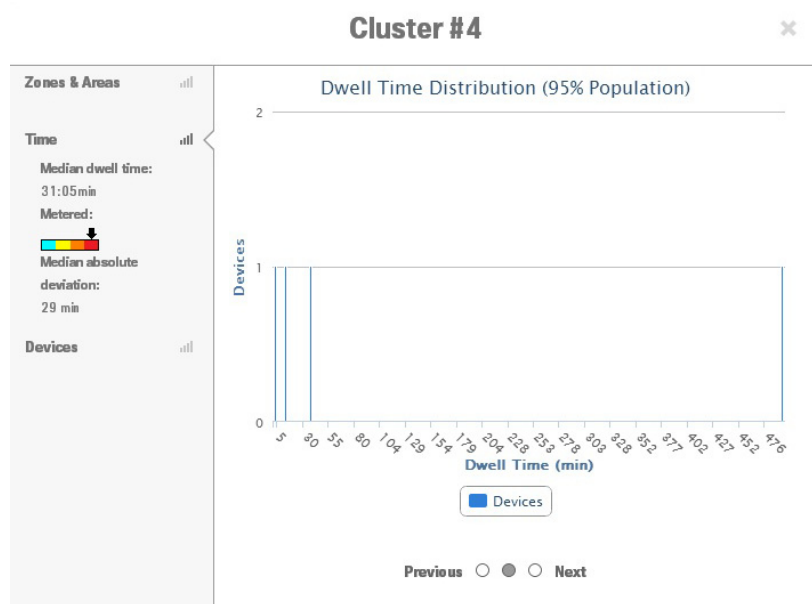 Cluster #4
×
Zones & Areas
Time
Median dwell time:
31:05min
Metered:
Median absolute
deviation:
29 min
Devices
Dwell Time Distribution (95% Population)
2
1
0
Devices
5 30 55 80 104 129 154 179 204 228 253 278 303 328 352 377 402 427 452 476
Dwell Time (min)
Devices
Previous Next